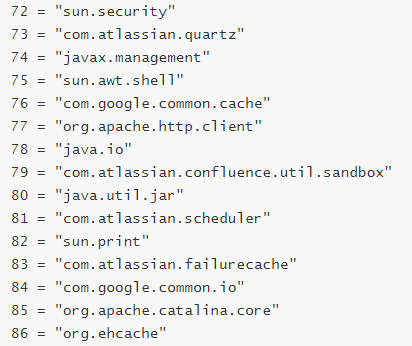 72 = "sun.security"
73 = "com.atlassian.quartz"
74 = "javax.management"
75 = "sun.awt.shell"
76 = "com.google.common.cache"
77 = "org.apache.http.client"
78 = "java.io"
79 = "com.atlassian.confluence.util.sandbox"
80 = "java.util.jar"
81 = "com.atlassian.scheduler"
82 = "sun.print"
83 = "com.atlassian.failurecache"
84 = "com.google.common.io"
85 = "org.apache.catalina.core"
86 = "org.ehcache"